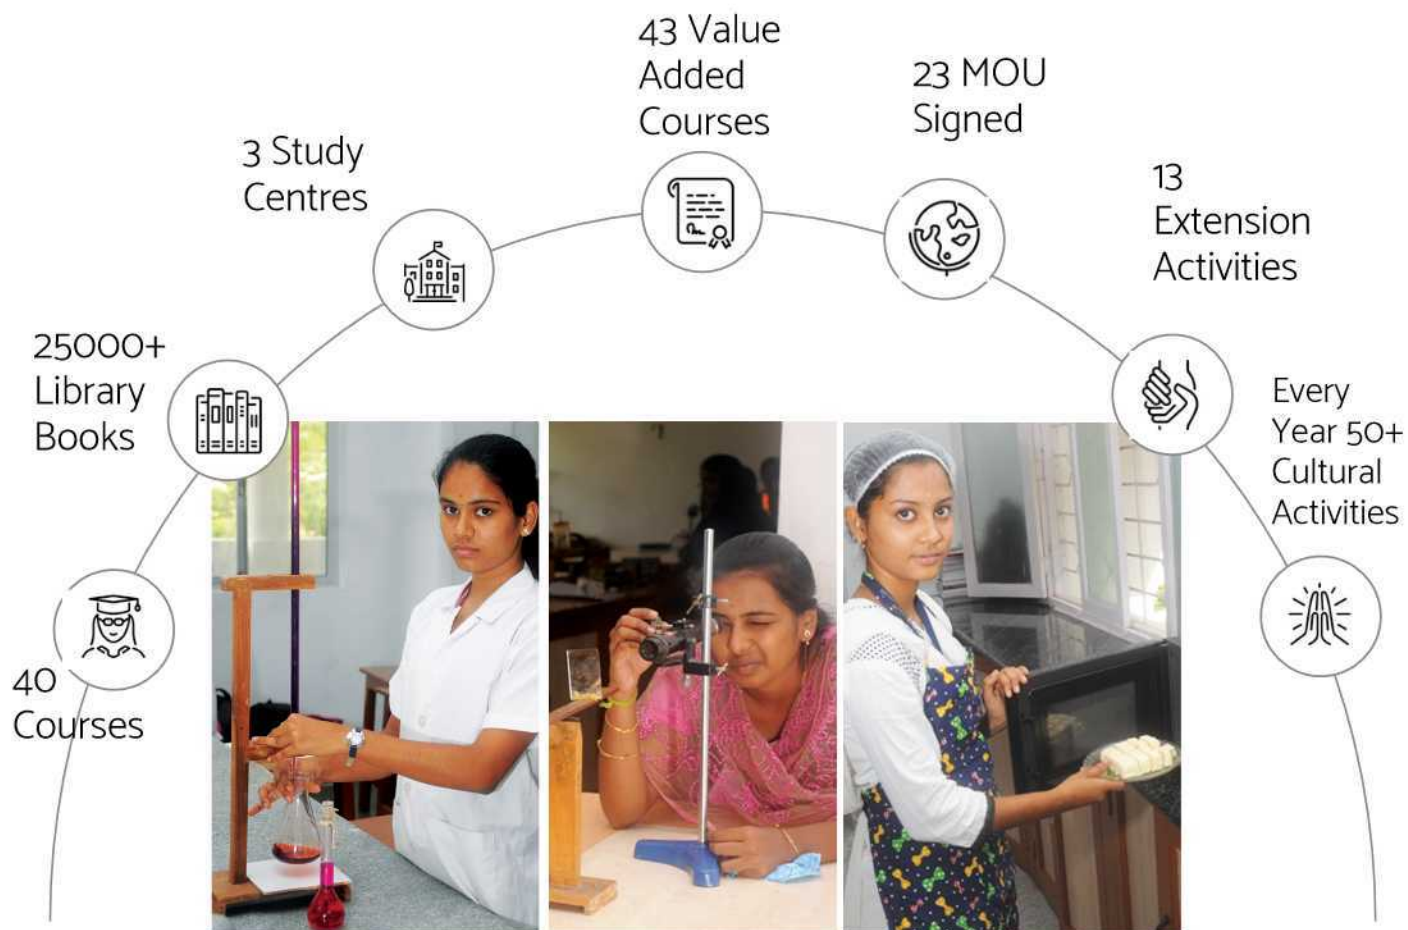 43 Value
Added
Courses
23 MOU
Signed
3 Study
Centres
13
Extension
Activities
25000+
Library
Books
Every
Year 50+
Cultural
Activities
40
Courses